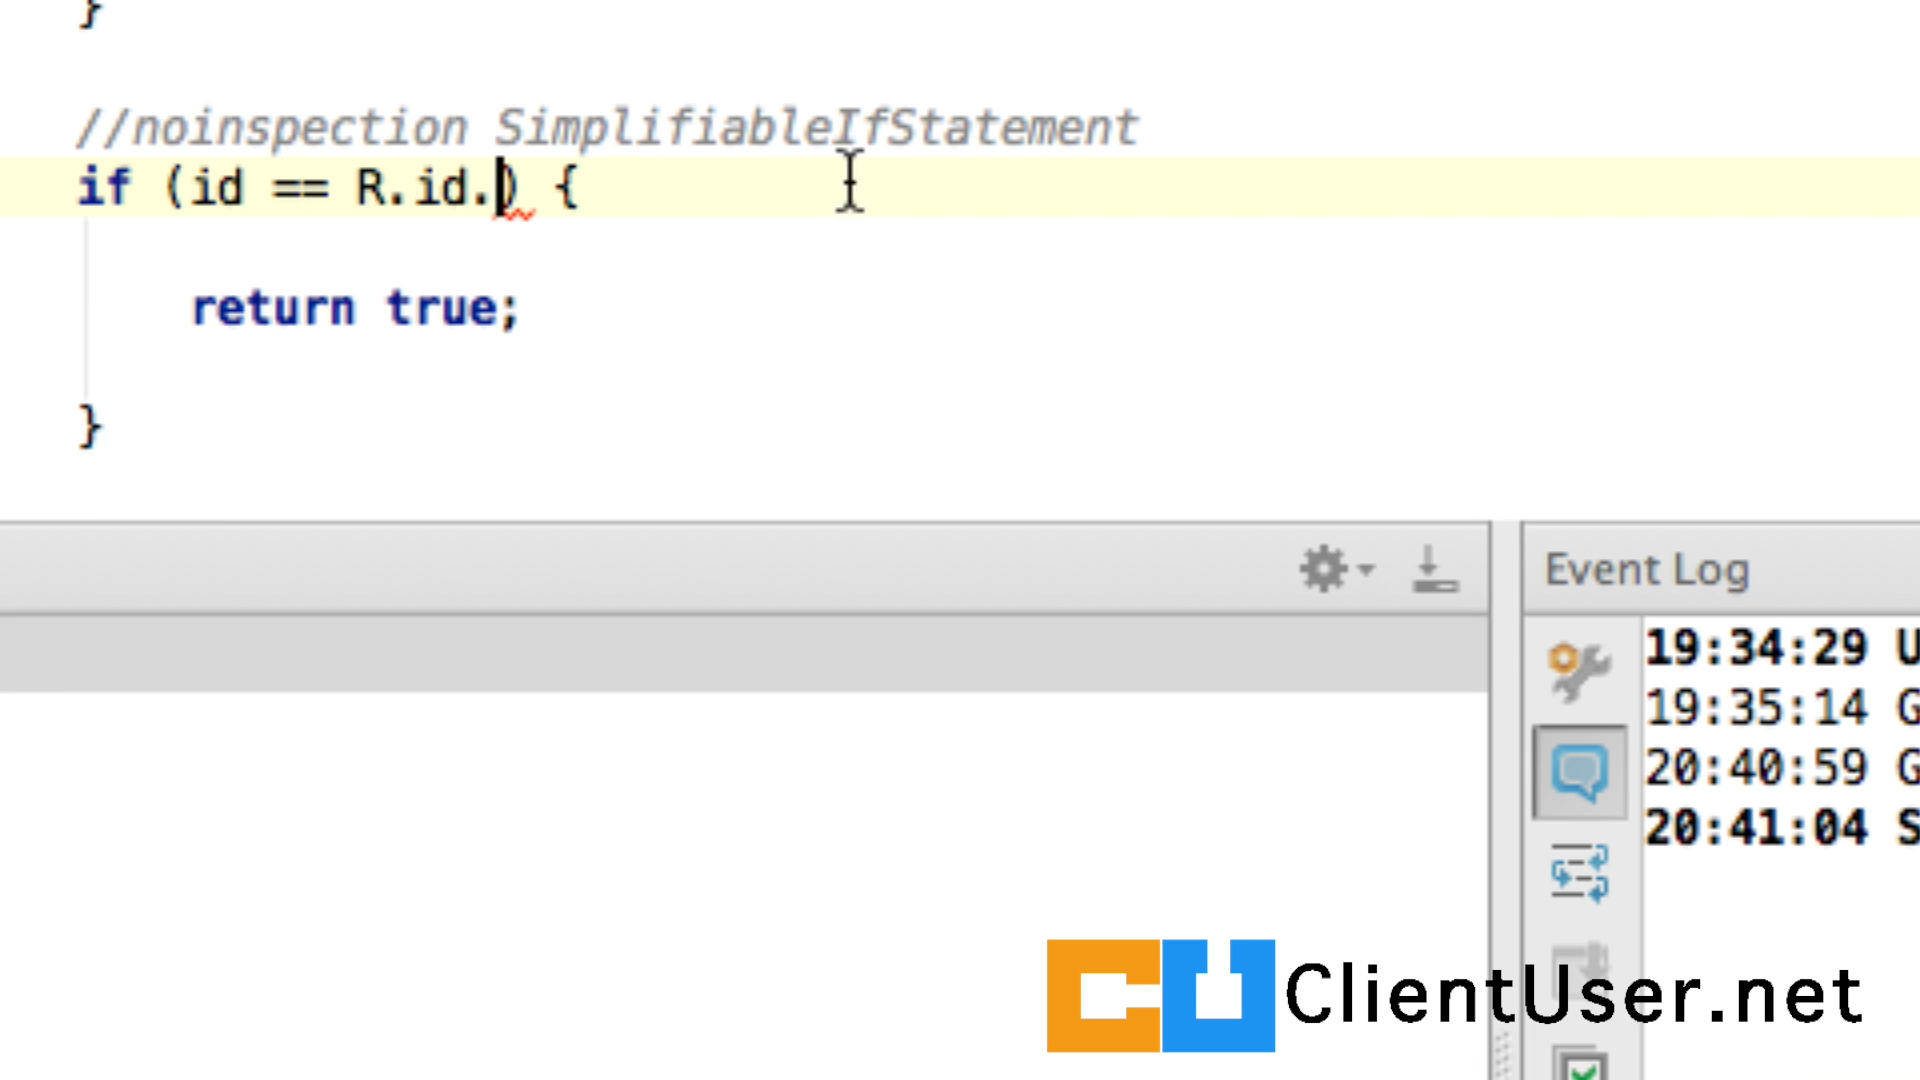 }
//noinspection SimplifiableIfStatement
if (id == R.id.) {
return true;
}
Event Log
19:34:29 U
19:35:14 G
20:40:59 G
20:41:04 S
CU ClientUser.net